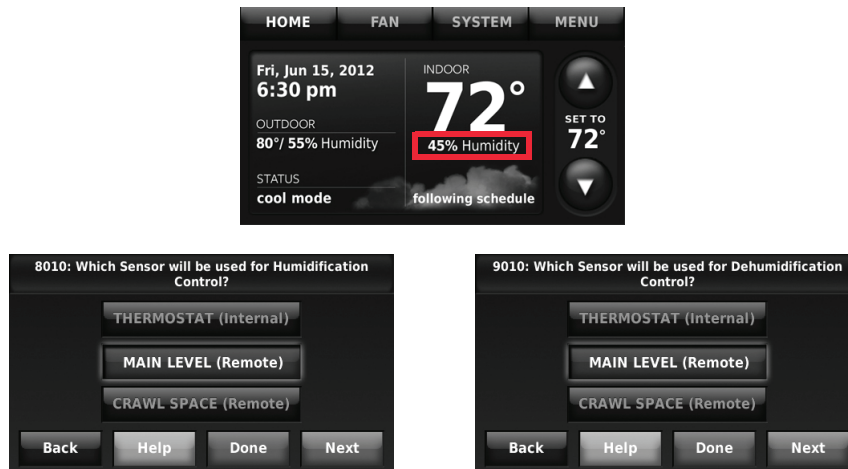 HOME FAN SYSTEM MENU
Fri, Jun 15, 2012
6:30 pm
OUTDOOR
80°/ 55% Humidity
STATUS
cool mode
INDOOR
72°
45% Humidity
following schedule
SET TO
72°
8010: Which Sensor will be used for Humidification
Control?
THERMOSTAT (Internal)
MAIN LEVEL (Remote)
CRAWL SPACE (Remote)
Back Help Done Next
9010: Which Sensor will be used for Dehumidification
Control?
THERMOSTAT (Internal)
MAIN LEVEL (Remote)
CRAWL SPACE (Remote)
Back Help Done Next